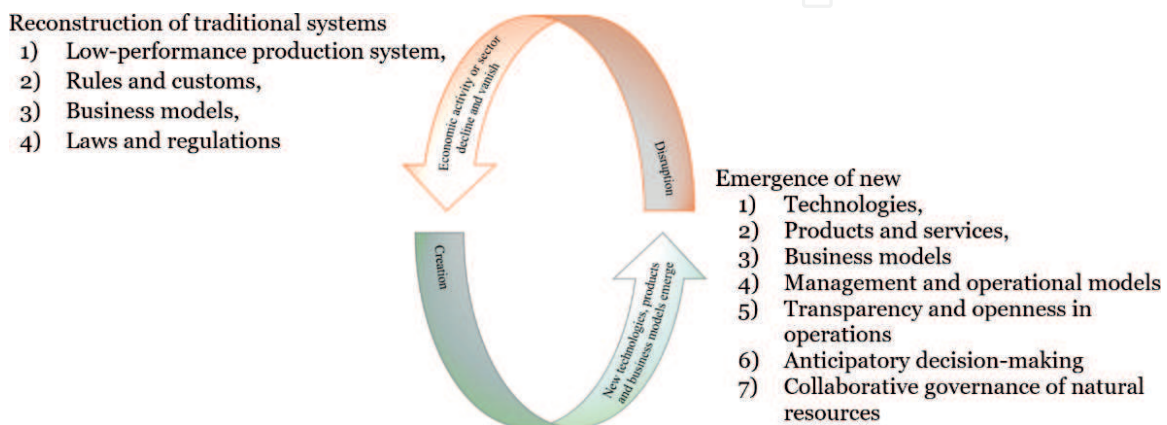 Reconstruction of traditional systems
1) Low-performance production system,
2) Rules and customs,
3) Business models,
4) Laws and regulations
Economic activity or sector
decline and vanish
Disruption
Creation
New technologies, products
and business models emerge
Emergence of new
1) Technologies,
2) Products and services,
3) Business models
4) Management and operational models
5) Transparency and openness in
operations
6) Anticipatory decision-making
7) Collaborative governance of natural
resources